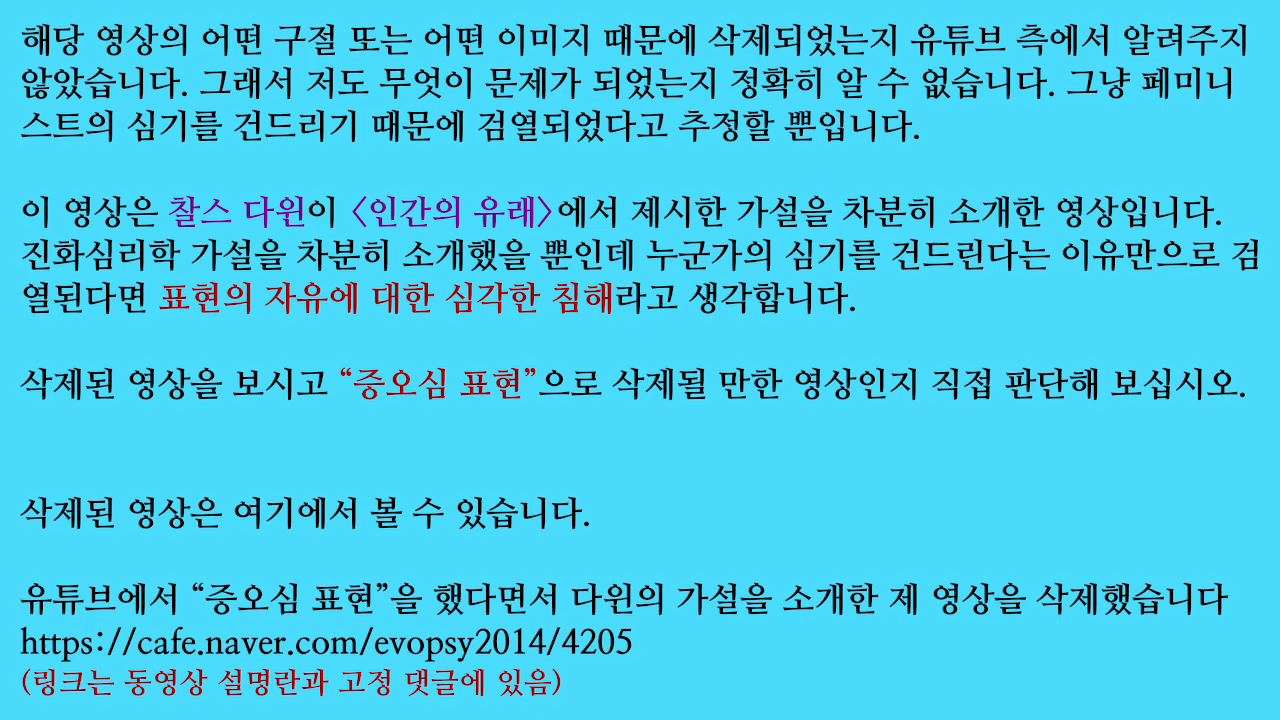 해당 영상의 어떤 구절 또는 어떤 이미지 때문에 삭제되었는지 유튜브 측에서 알려주지
않았습니다. 그래서 저도 무엇이 문제가 되었는지 정확히 알 수 없습니다. 그냥 페미니
스트의 심기를 건드리기 때문에 검열되었다고 추정할 뿐입니다.
이 영상은 찰스 다윈이 〈인간의 유래〉에서 제시한 가설을 차분히 소개한 영상입니다.
진화심리학 가설을 차분히 소개했을 뿐인데 누군가의 심기를 건드린다는 이유만으로 검
열된다면 표현의 자유에 대한 심각한 침해라고 생각합니다.
삭제된 영상을 보시고 “증오심 표현”으로 삭제될 만한 영상인지 직접 판단해 보십시오.
삭제된 영상은 여기에서 볼 수 있습니다.
유튜브에서 “증오심 표현”을 했다면서 다윈의 가설을 소개한 제 영상을 삭제했습니다
https://cafe.naver.com/evopsy2014/4205
(링크는 동영상 설명란과 고정 댓글에 있음)